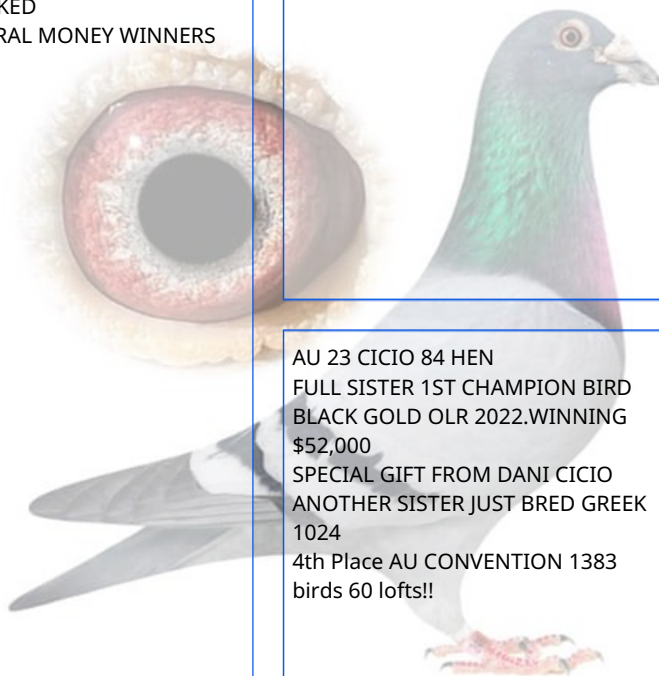 KED
RAL MONEY WINNERS
AU 23 CICIO 84 HEN
FULL SISTER 1ST CHAMPION BIRD
BLACK GOLD OLR 2022.WINNING
$52,000
SPECIAL GIFT FROM DANI CICIO
ANOTHER SISTER JUST BRED GREEK
1024
4th Place AU CONVENTION 1383
birds 60 lofts!!